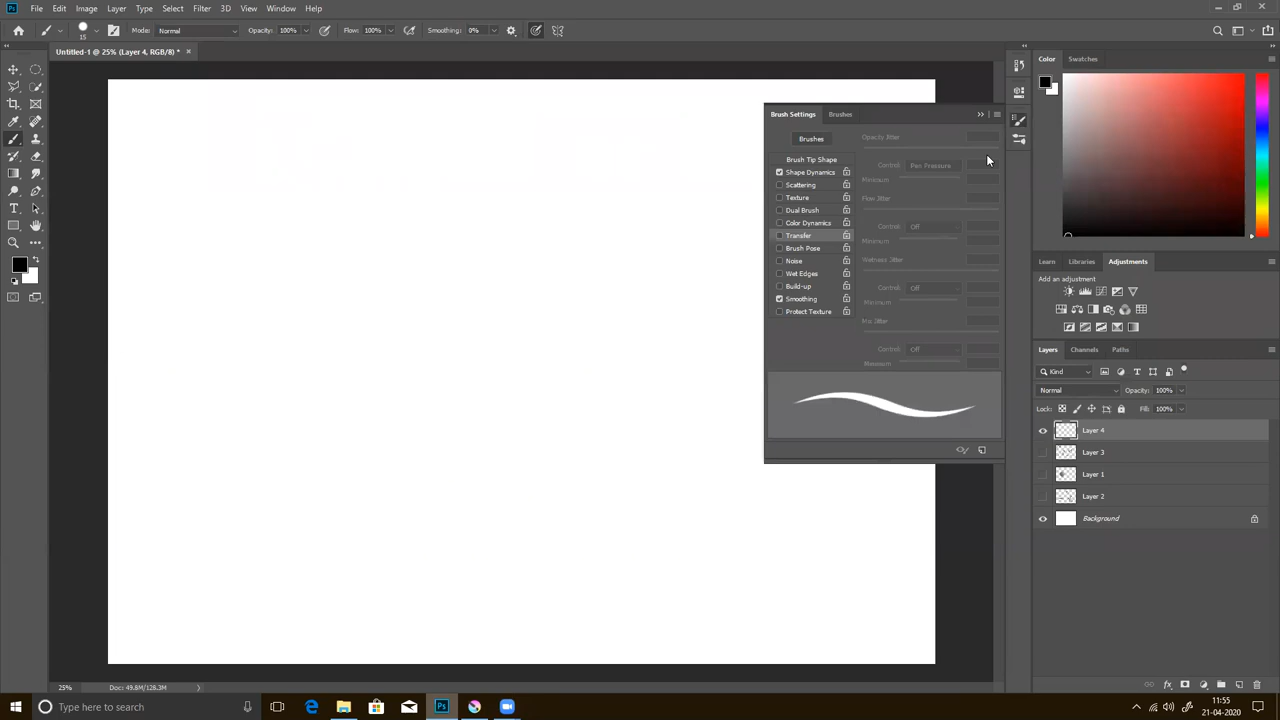 Ps File Edit Image Layer Type Select Filter 3D View Window Help
15 Mode: Normal Opacity: 100% Flow: 100% Smoothing: 0%
Untitled-1 @ 25% (Layer 4, RGB/8) * ×
Color Swatches
Brush Settings Brushes
Brushes
Opacity Jitter
Brush Tip Shape
Control: Pen Pressure
Shape Dynamics
Minimum
Scattering
Texture
Flow Jitter
Dual Brush
Color Dynamics
Control: Off
Transfer
Minimum
Brush Pose
Noise
Wetness Jitter
Wet Edges
Build-up
Control: Off
Smoothing
Minimum
Protect Texture
Mix Jitter
Control: Off
Minimum
Learn Libraries Adjustments
Add an adjustment
Layers Channels Paths
Kind
Normal Opacity: 100%
Lock: Fill: 100%
Layer 4
Layer 3
Layer 1
Layer 2
Background
25% Doc: 49.8M/128.3M
Type here to search
11:55
21-04-2020